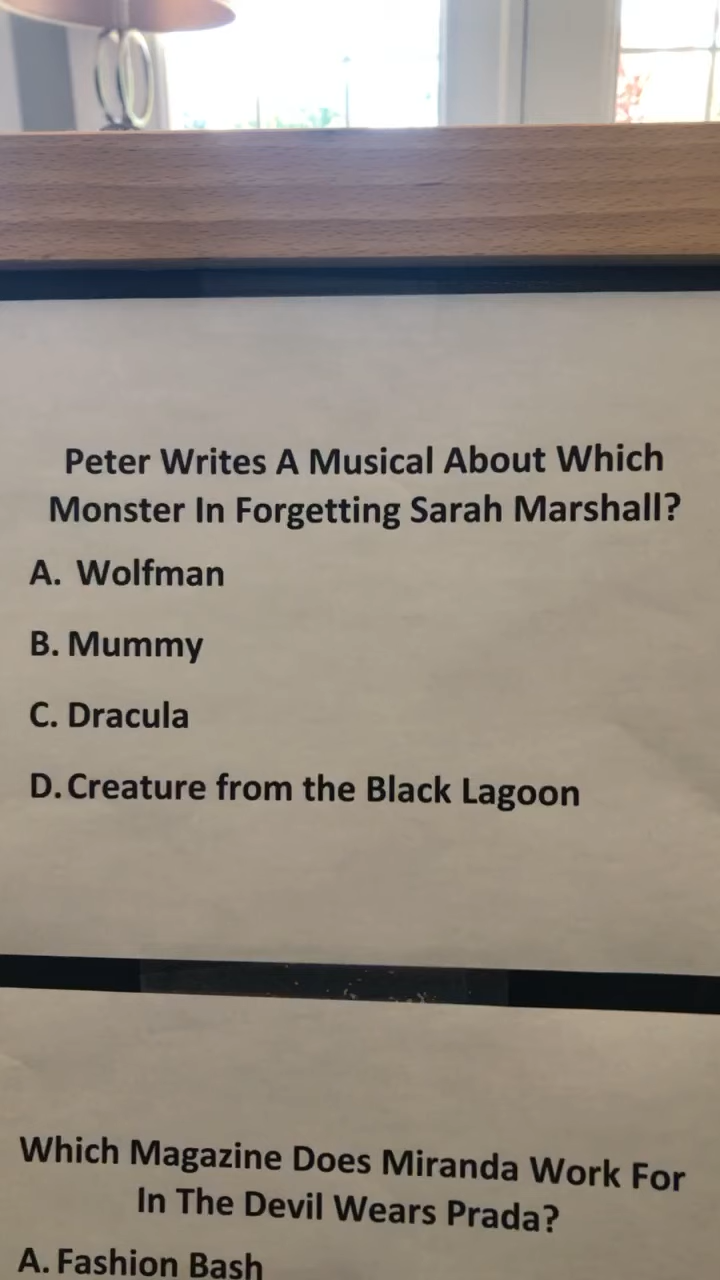 Peter Writes A Musical About Which
Monster In Forgetting Sarah Marshall?
A. Wolfman
B. Mummy
C. Dracula
D. Creature from the Black Lagoon
Which Magazine Does Miranda Work For
In The Devil Wears Prada?
A. Fashion Bash